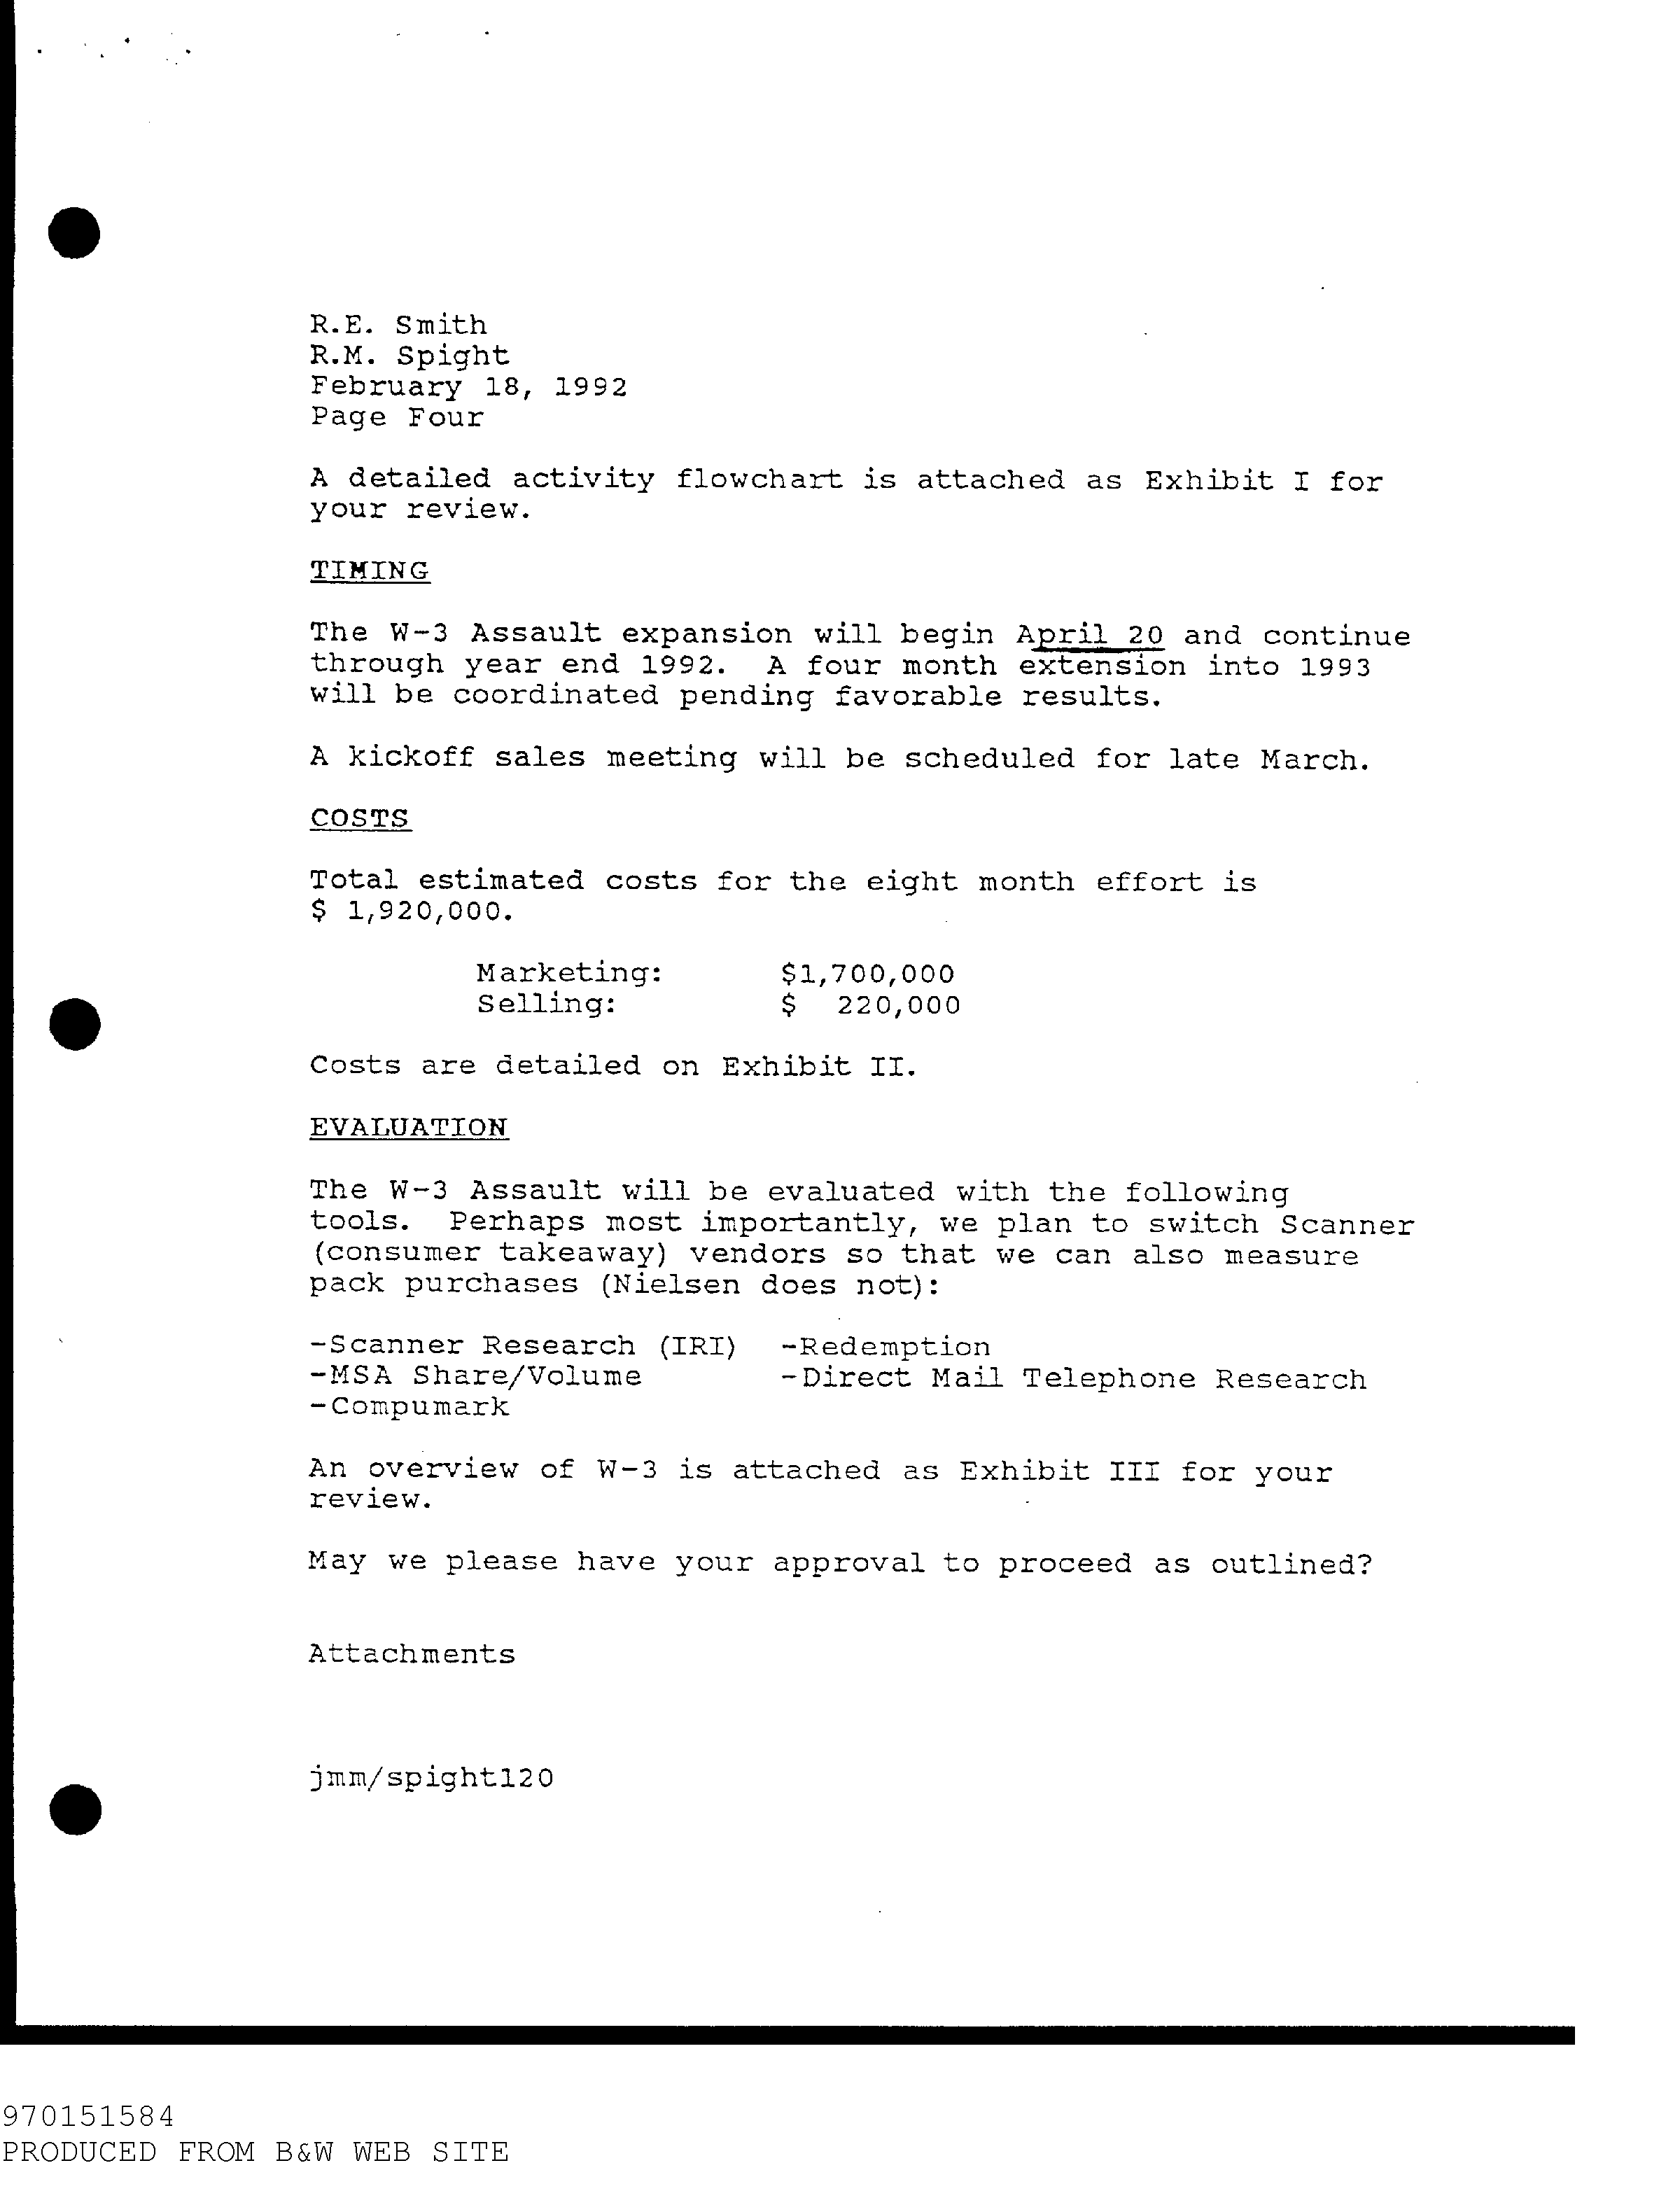 R.E. Smith
R.M. Spight
February 18, 1992
Page Four
A detailed activity flowchart is attached as Exhibit I for
your review.
TIMING
The W-3 Assault expansion will begin April 20 and continue
through year end 1992. A four month extension into 1993
will be coordinated pending favorable results.
A kickoff sales meeting will be scheduled for late March.
COSTS
Total estimated costs for the eight month effort is
$ 1,920,000.
Marketing: $1,700,000
Selling: $ 220,000
Costs are detailed on Exhibit II.
EVALUATION
The W-3 Assault will be evaluated with the following
tools. Perhaps most importantly, we plan to switch Scanner
(consumer takeaway) vendors so that we can also measure
pack purchases (Nielsen does not):
-Scanner Research (IRI) -Redemption
-MSA Share/Volume -Direct Mail Telephone Research
-Compumark
An overview of W-3 is attached as Exhibit III for your
review.
May we please have your approval to proceed as outlined?
Attachments
jmm/spight120
970151584
PRODUCED FROM B&W WEB SITE